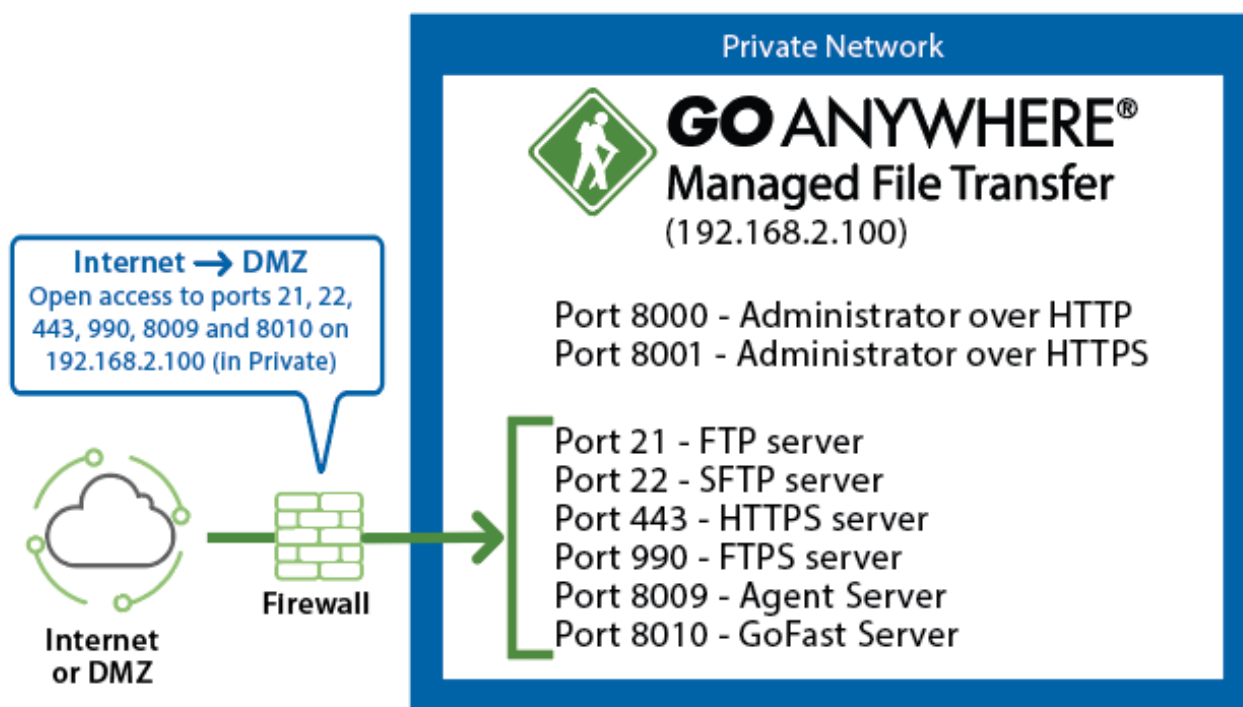 Private Network
GO ANYWHERE®
Managed File Transfer
(192.168.2.100)
Internet → DMZ
Open access to ports 21, 22,
443, 990, 8009 and 8010 on
192.168.2.100 (in Private)
Port 8000 - Administrator over HTTP
Port 8001 - Administrator over HTTPS
Port 21 - FTP server
Port 22 - SFTP server
Port 443 - HTTPS server
Port 990 - FTPS server
Port 8009 - Agent Server
Port 8010 - GoFast Server
Firewall
Internet
or DMZ